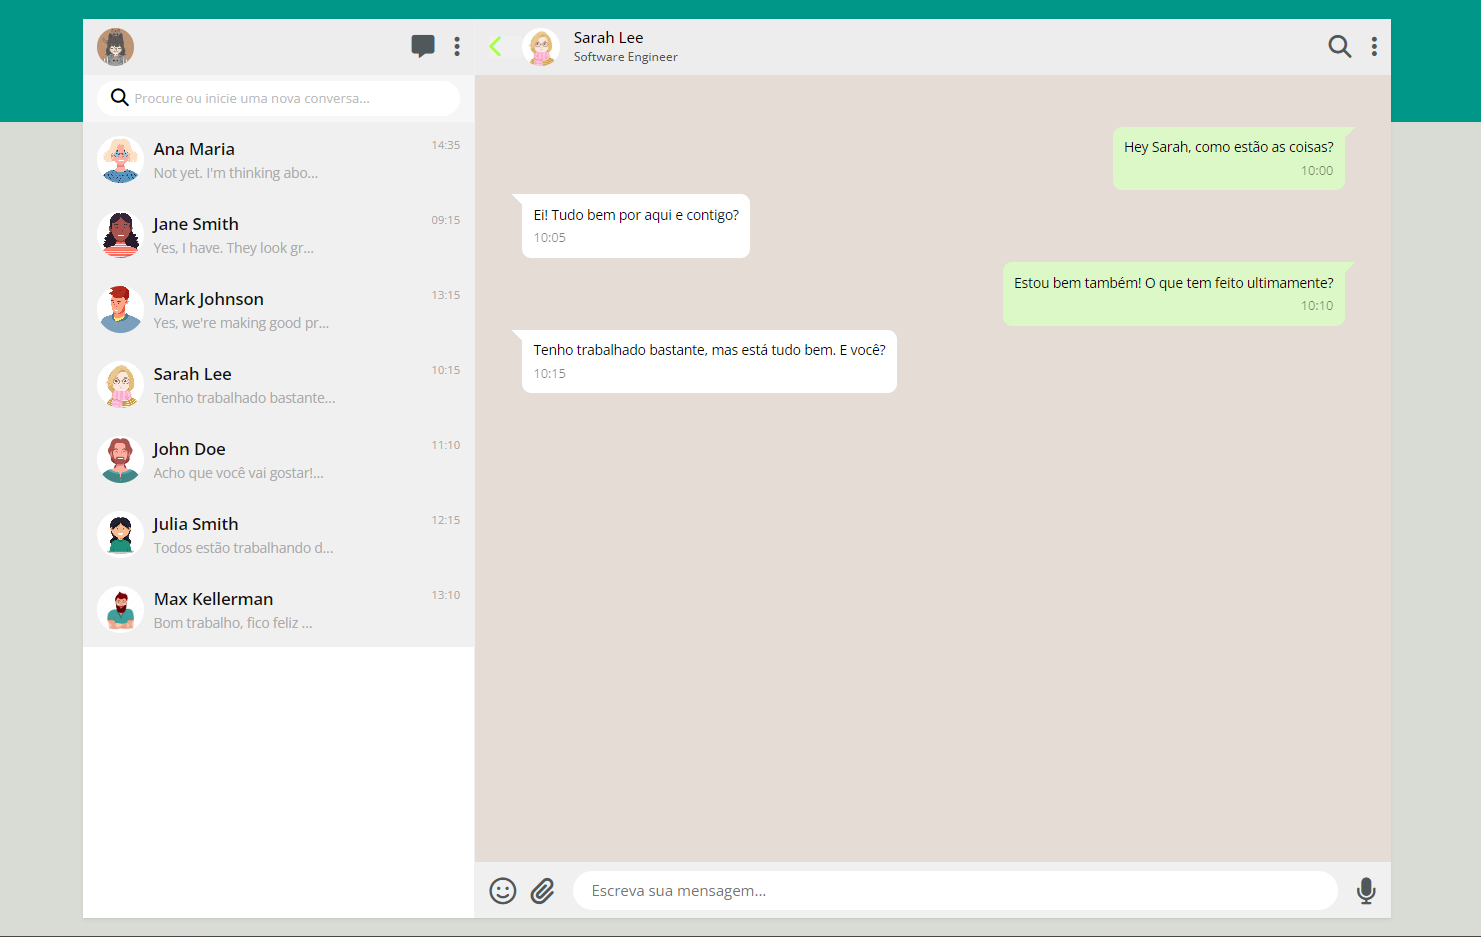 Procure ou inicie uma nova conversa...
Ana Maria
14:35
Not yet. I'm thinking abo...
Jane Smith
09:15
Yes, I have. They look gr...
Mark Johnson
13:15
Yes, we're making good pr...
Sarah Lee
10:15
Tenho trabalhado bastante...
John Doe
11:10
Acho que você vai gostar!...
Julia Smith
12:15
Todos estão trabalhando d...
Max Kellerman
13:10
Bom trabalho, fico feliz ...
Sarah Lee
Software Engineer
Hey Sarah, como estão as coisas?
10:00
Ei! Tudo bem por aqui e contigo?
10:05
Estou bem também! O que tem feito ultimamente?
10:10
Tenho trabalhado bastante, mas está tudo bem. E você?
10:15
Escreva sua mensagem...